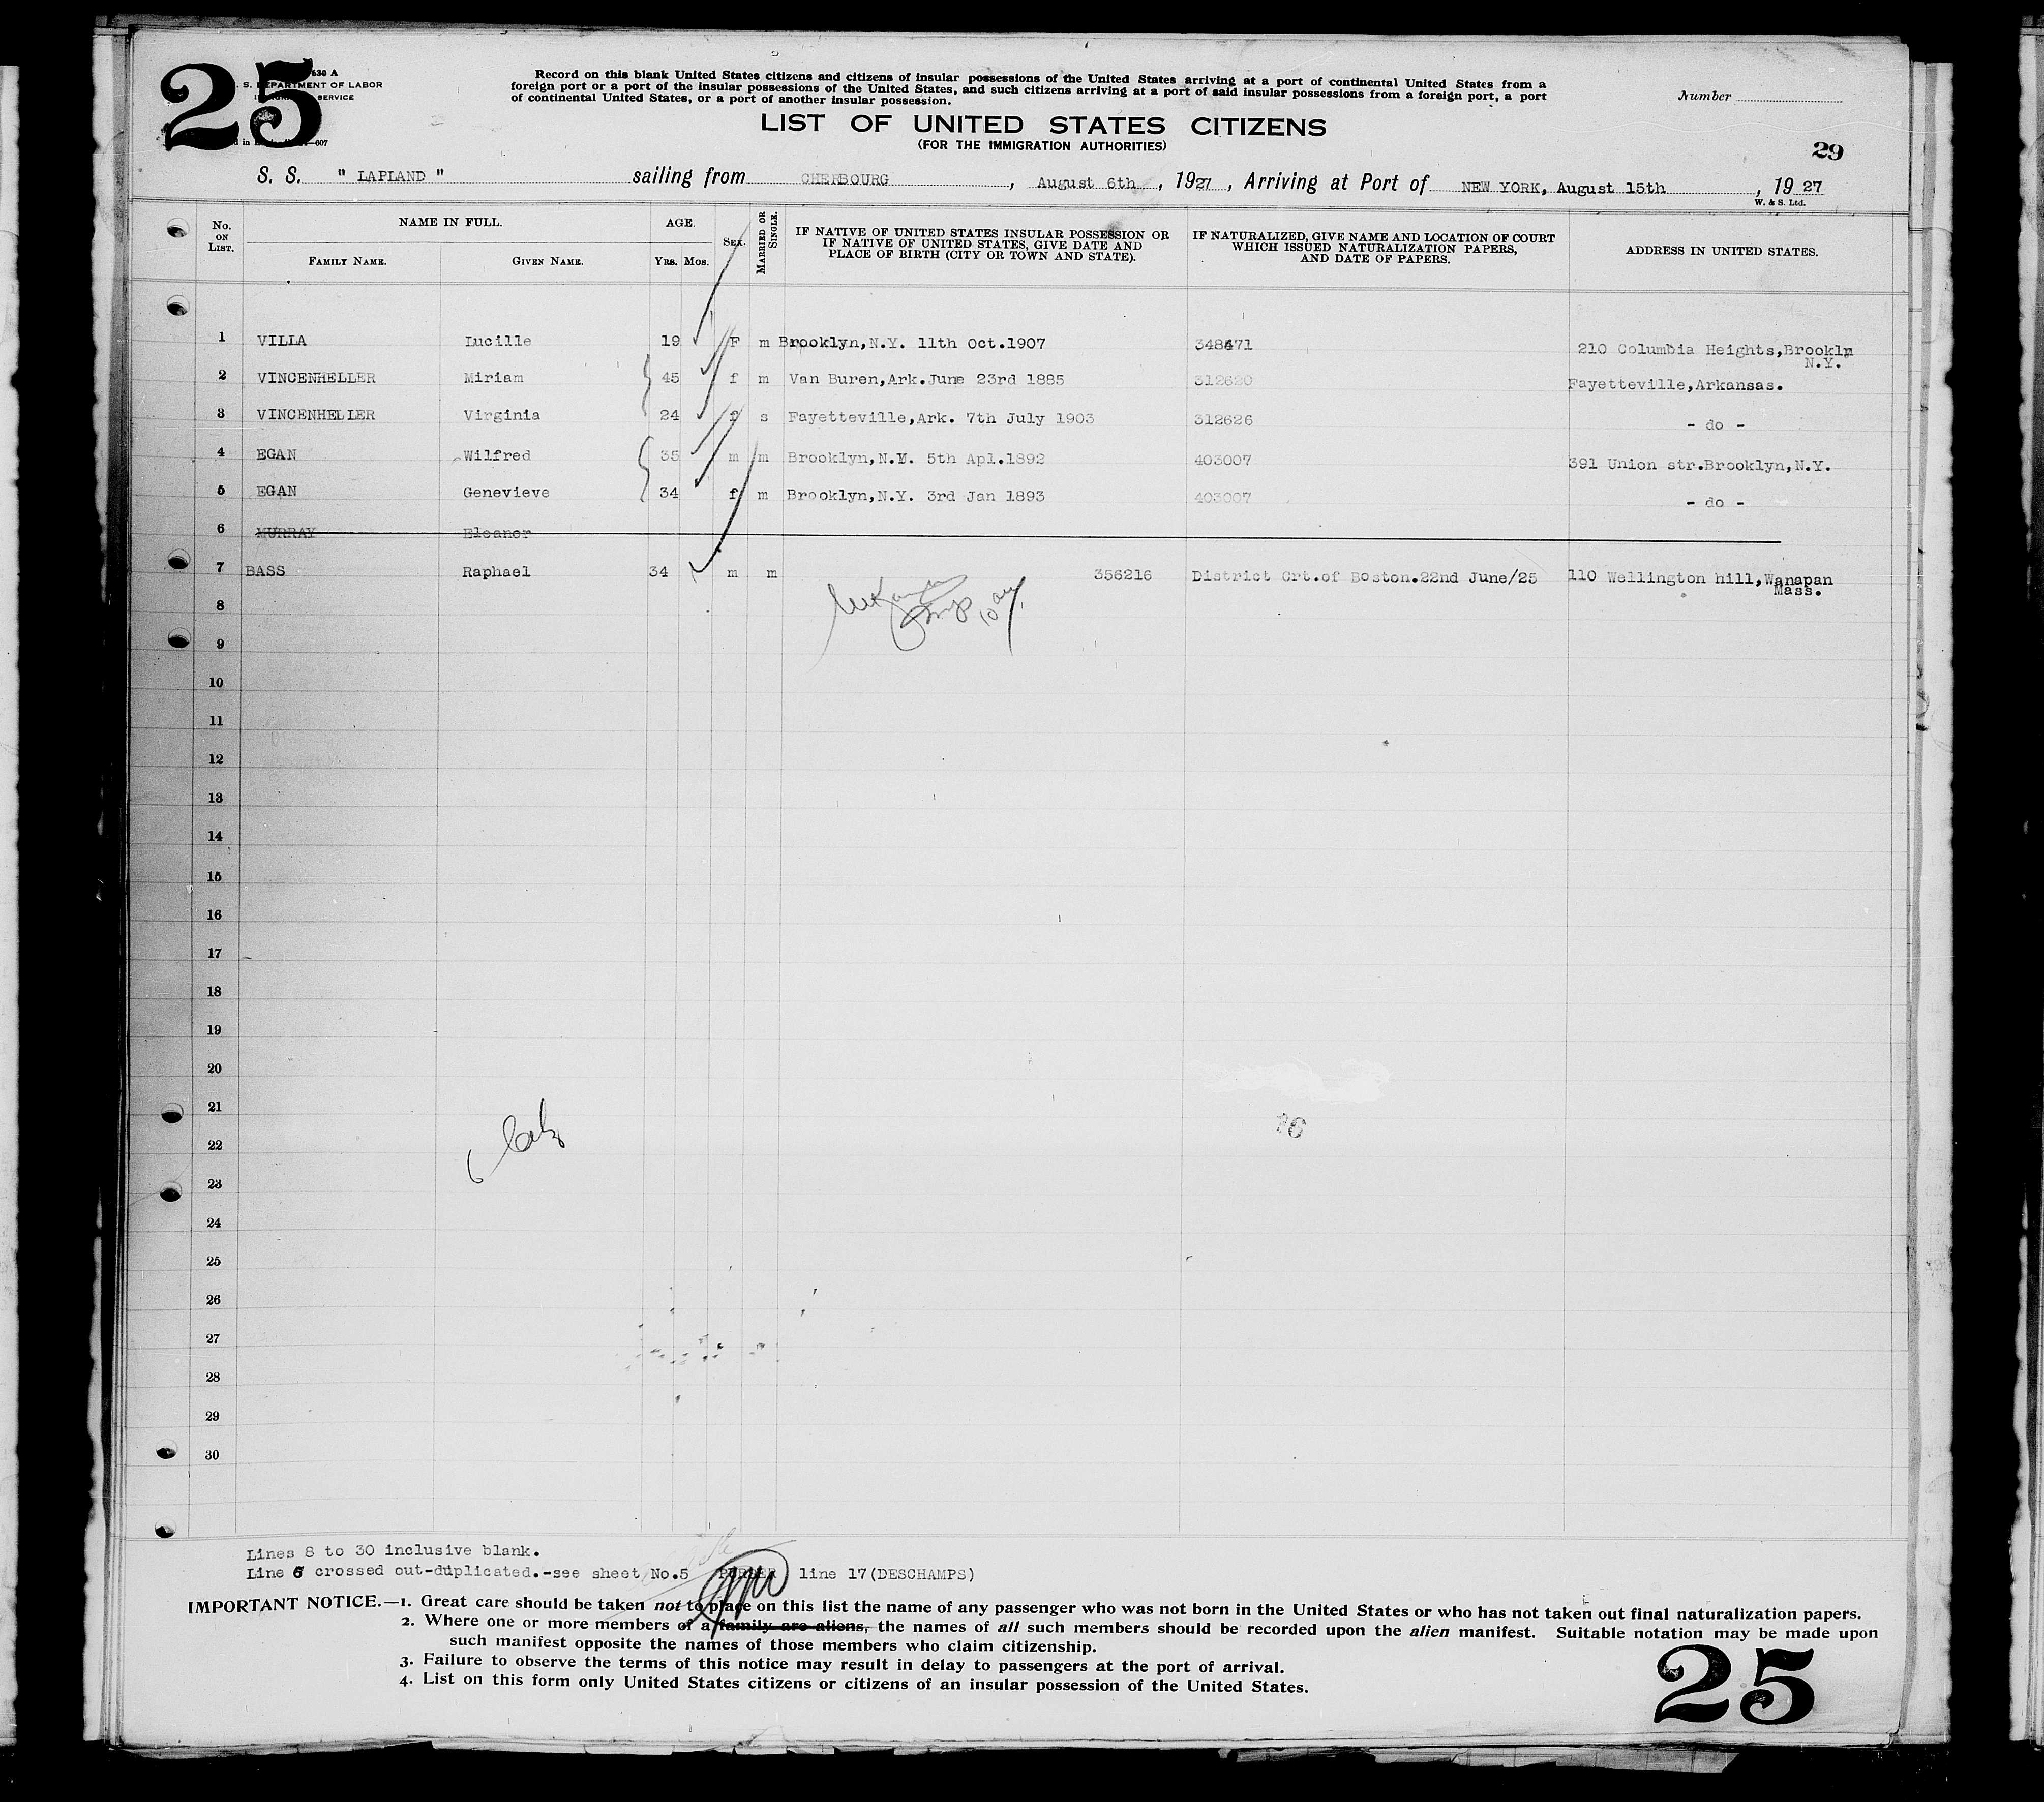 25
630 A
S. DEPARTMENT OF LABOR
SERVICE
607
Record on this blank United States citizens and citizens of insular possessions of the United States arriving at a port of continental United States from a
foreign port or a port of the insular possessions of the United States, and such citizens arriving at a port of said insular possessions from a foreign port, a port
of continental United States, or a port of another insular possession.
Number
LIST OF UNITED STATES CITIZENS
(FOR THE IMMIGRATION AUTHORITIES)
29
S. S. " LAPLAND " sailing from CHERBOURG, August 6th, 1927, Arriving at Port of NEW YORK, August 15th, 1927
W. & S. Ltd.
No. ON LIST. NAME IN FULL. FAMILY NAME. GIVEN NAME. AGE. YRS. MOS. SEX. MARRIED OR SINGLE. IF NATIVE OF UNITED STATES INSULAR POSSESSION OR IF NATIVE OF UNITED STATES, GIVE DATE AND PLACE OF BIRTH (CITY OR TOWN AND STATE). IF NATURALIZED, GIVE NAME AND LOCATION OF COURT WHICH ISSUED NATURALIZATION PAPERS, AND DATE OF PAPERS. ADDRESS IN UNITED STATES.
1 VILLA Lucille 19 F m Brooklyn,N.Y. 11th Oct.1907 348671 210 Columbia Heights,Brookln
N.Y.
2 VINCENHELLER Miriam 45 f m Van Buren,Ark.June 23rd 1885 312620 Fayetteville,Arkansas.
3 VINCENHELLER Virginia 24 f s Fayetteville,Ark. 7th July 1903 312626 - do -
4 EGAN Wilfred 35 m m Brooklyn,N.Y. 5th Apl.1892 403007 391 Union str.Brooklyn,N.Y.
5 EGAN Genevieve 34 f m Brooklyn,N.Y. 3rd Jan 1893 403007 - do -
6 MURRAY Eleanor
7 BASS Raphael 34 m m 356216 District Crt.of Boston.22nd June/25 110 Wellington hill,Wanapan
Mass.
8
9
10
11
12
13
14
15
16
17
18
19
20
21
16
22
6
23
24
25
26
27
28
29
30
Lines 8 to 30 inclusive blank.
Line 6 crossed out-duplicated.-see sheet No.5 PURSER line 17(DESCHAMPS)
IMPORTANT NOTICE.—1. Great care should be taken not to place on this list the name of any passenger who was not born in the United States or who has not taken out final naturalization papers.
2. Where one or more members of a family are aliens, the names of all such members should be recorded upon the alien manifest. Suitable notation may be made upon
such manifest opposite the names of those members who claim citizenship.
3. Failure to observe the terms of this notice may result in delay to passengers at the port of arrival.
4. List on this form only United States citizens or citizens of an insular possession of the United States.
25